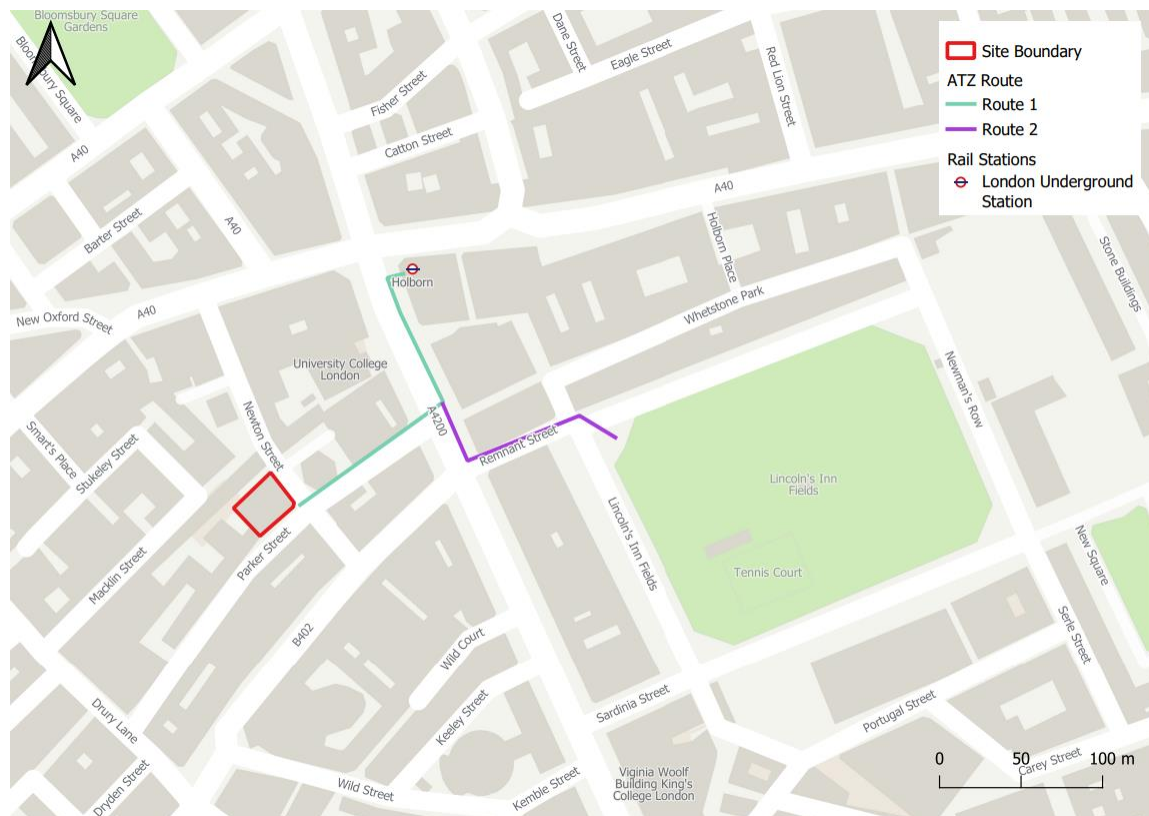 Bloomsbury Square
Gardens
Bloomsbury Square
A40
Fisher Street
Catton Street
Dane Street
Eagle Street
Red Lion Street
Site Boundary
ATZ Route
Route 1
Route 2
Rail Stations
London Underground
Station
A40
Barter Street
A40
Holborn Place
Stone Buildings
Holborn
New Oxford Street
A40
Whetstone Park
University College
London
Newman's Row
A4200
Newton Street
Remnant Street
Smart's Place
Stukeley Street
Lincoln's Inn
Fields
Lincoln's Inn Fields
Parker Street
Macklin Street
Tennis Court
New Square
B402
Wild Court
Serle Street
Keeley Street
Sardinia Street
Portugal Street
Drury Lane
Dryden Street
Wild Street
Kemble Street
Viginia Woolf
Building King's
College London
0 50 100 m
Carey Street